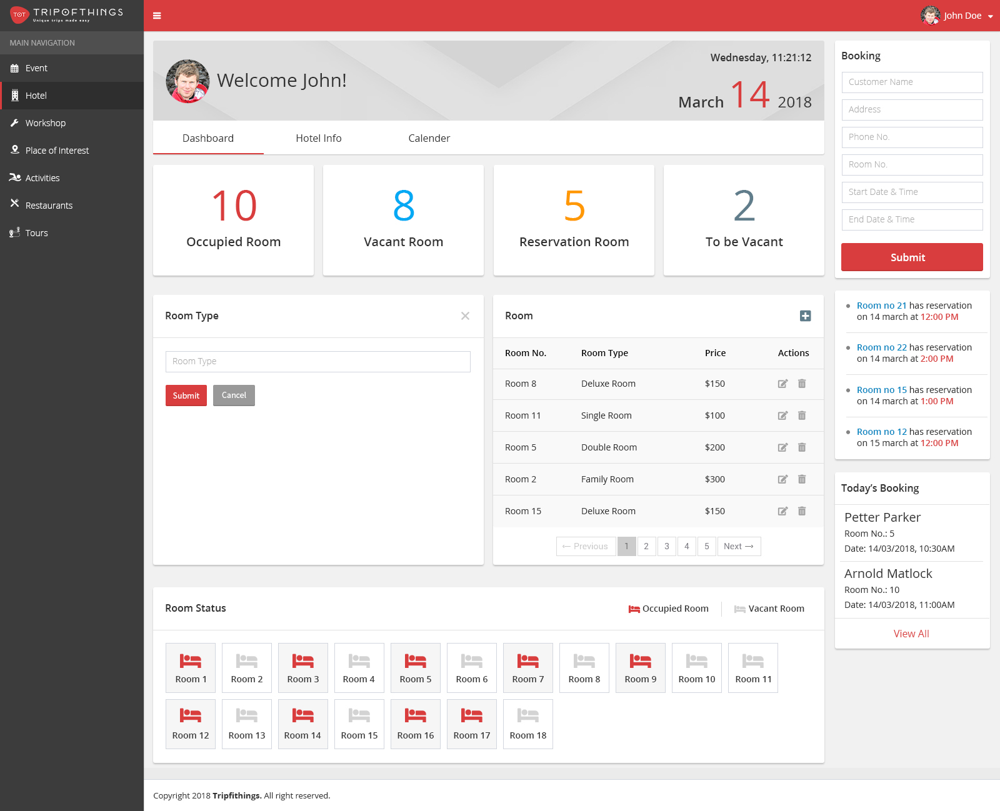 TOT TRIPOFTHINGS
Unique trips made easy
John Doe
MAIN NAVIGATION
Event
Hotel
Workshop
Place of Interest
Activities
Restaurants
Tours
Welcome John!
Wednesday, 11:21:12
March 14 2018
Dashboard Hotel Info Calender
10
Occupied Room
8
Vacant Room
5
Reservation Room
2
To be Vacant
Room Type
Room Type
Submit Cancel
Room
Room No. Room Type Price Actions
Room 8 Deluxe Room $150
Room 11 Single Room $100
Room 5 Double Room $200
Room 2 Family Room $300
Room 15 Deluxe Room $150
← Previous 1 2 3 4 5 Next →
Room Status
Occupied Room Vacant Room
Room 1 Room 2 Room 3 Room 4 Room 5 Room 6 Room 7 Room 8 Room 9 Room 10 Room 11
Room 12 Room 13 Room 14 Room 15 Room 16 Room 17 Room 18
Booking
Customer Name
Address
Phone No.
Room No.
Start Date & Time
End Date & Time
Submit
Room no 21 has reservation
on 14 march at 12:00 PM
Room no 22 has reservation
on 14 march at 2:00 PM
Room no 15 has reservation
on 14 march at 1:00 PM
Room no 12 has reservation
on 15 march at 12:00 PM
Today’s Booking
Petter Parker
Room No.: 5
Date: 14/03/2018, 10:30AM
Arnold Matlock
Room No.: 10
Date: 14/03/2018, 11:00AM
View All
Copyright 2018 Tripfithings. All right reserved.